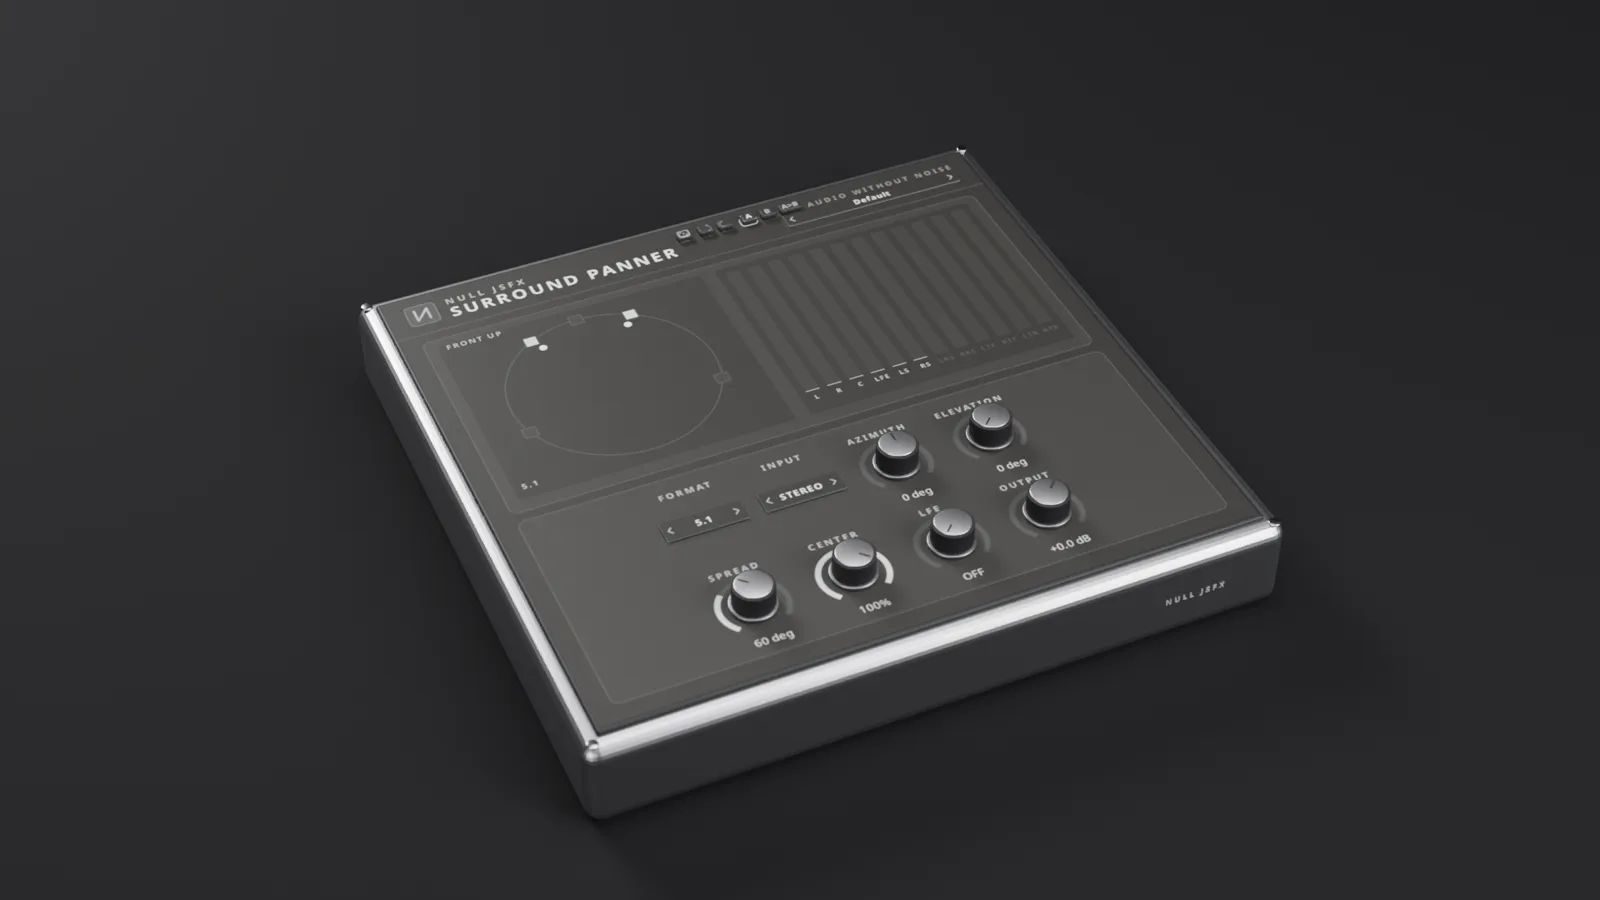 NULL JSFX
SURROUND PANNER
A
B
A>B
AUDIO WITHOUT NOISE
< Default >
FRONT UP
5.1
L R C LFE LS RS
FORMAT
< 5.1 >
INPUT
< STEREO >
AZIMUTH
0 deg
ELEVATION
0 deg
SPREAD
60 deg
CENTER
100%
LFE
OFF
OUTPUT
+0.0 dB
NULL JSFX